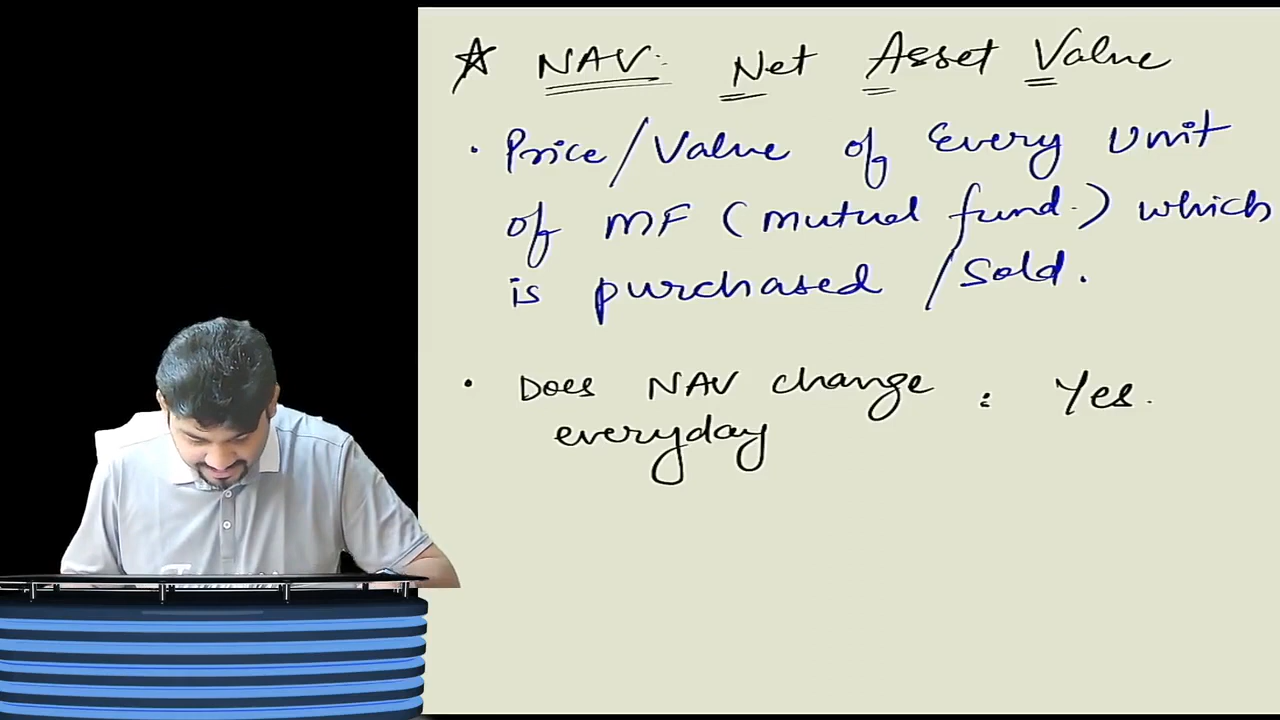 ☆ NAV: Net Asset Value
• Price/Value of Every Unit
of MF (mutual fund.) which
is purchased /Sold.
• Does NAV change : Yes.
everyday